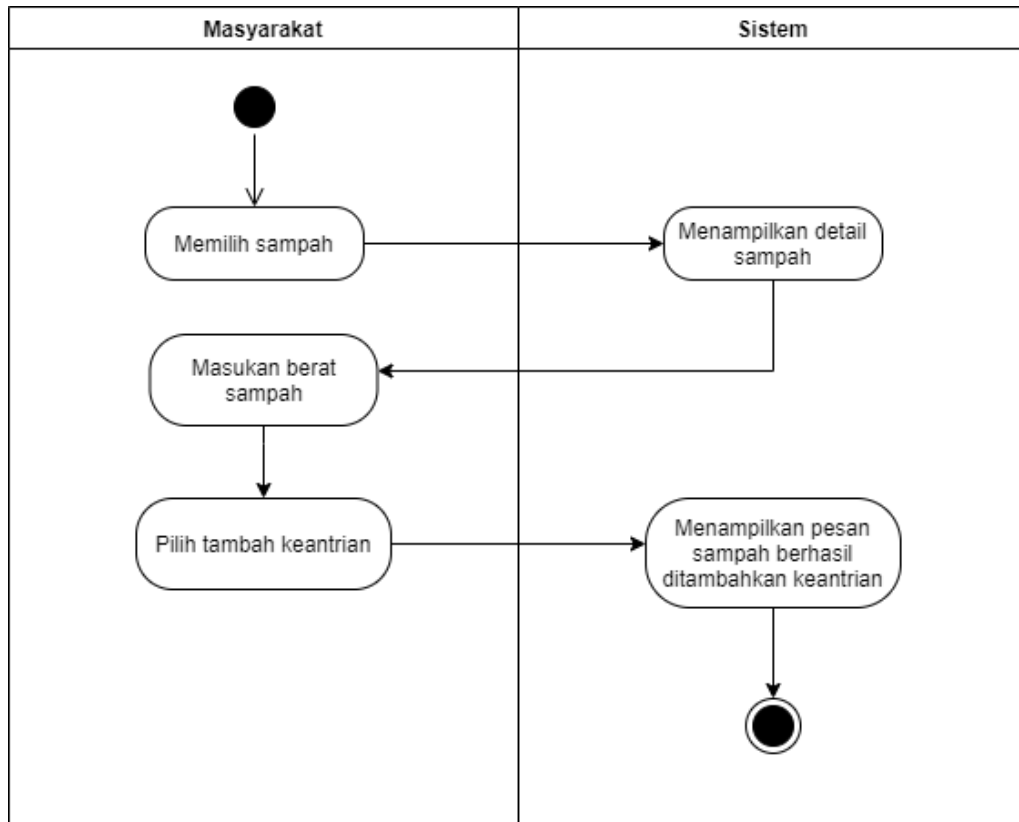 Masyarakat
Sistem
Memilih sampah
Menampilkan detail
sampah
Masukan berat
sampah
Pilih tambah keantrian
Menampilkan pesan
sampah berhasil
ditambahkan keantrian